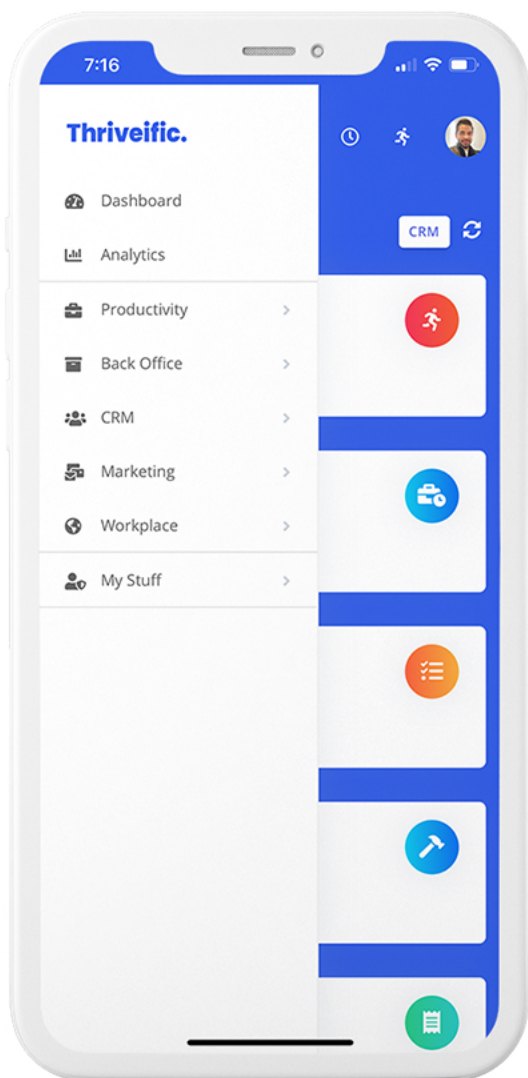 7:16
Thriveific.
CRM
Dashboard
Analytics
Productivity
Back Office
CRM
Marketing
Workplace
My Stuff